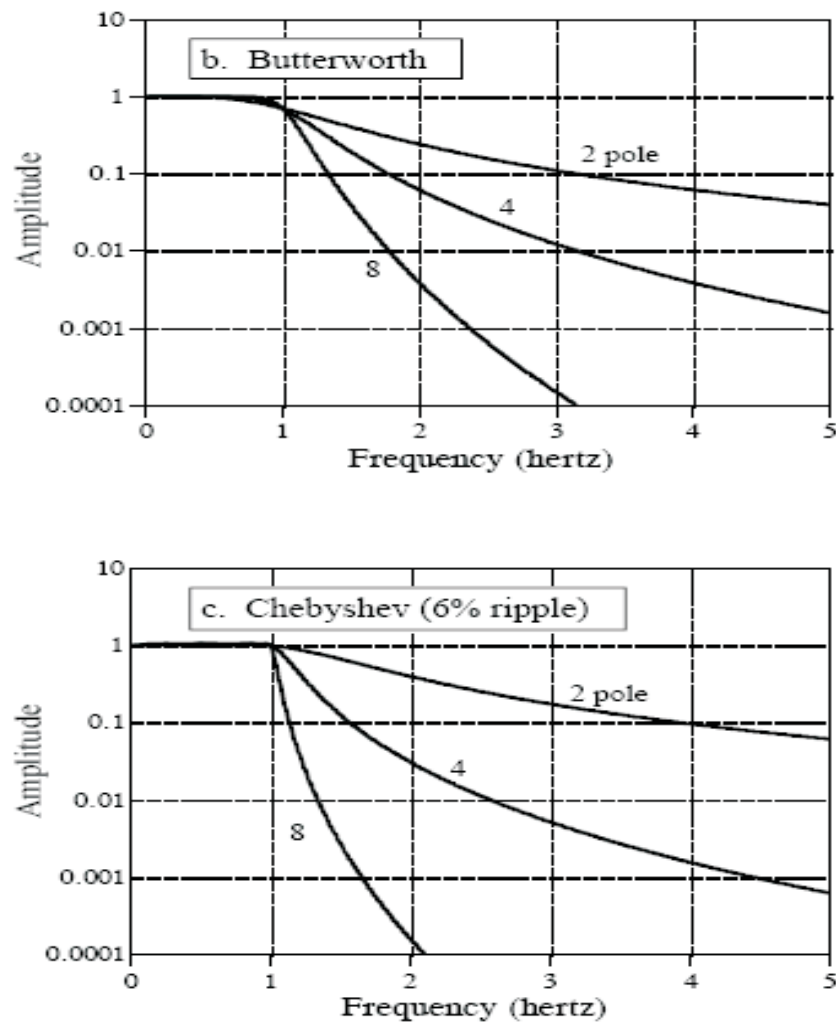 10
b. Butterworth
1
2 pole
0.1
4
0.01
8
0.001
0.0001
Amplitude
0 1 2 3 4 5
Frequency (hertz)
10
c. Chebyshev (6% ripple)
1
2 pole
0.1
4
0.01
8
0.001
0.0001
Amplitude
0 1 2 3 4 5
Frequency (hertz)